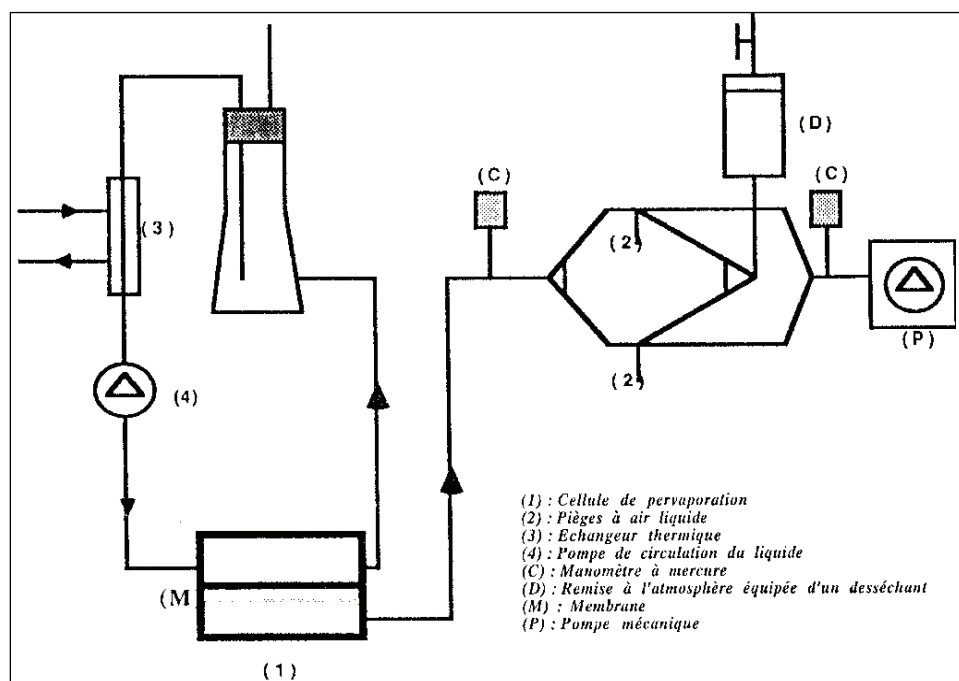 (D)
(C)
(C)
(3)
(2)
(2)
(P)
(4)
(M
(1)
(1) : Cellule de pervaporation
(2) : Pièges à air liquide
(3) : Echangeur thermique
(4) : Pompe de circulation du liquide
(C) : Manomètre à mercure
(D) : Remise à l'atmosphère équipée d'un desséchant
(M) : Membrane
(P) : Pompe mécanique